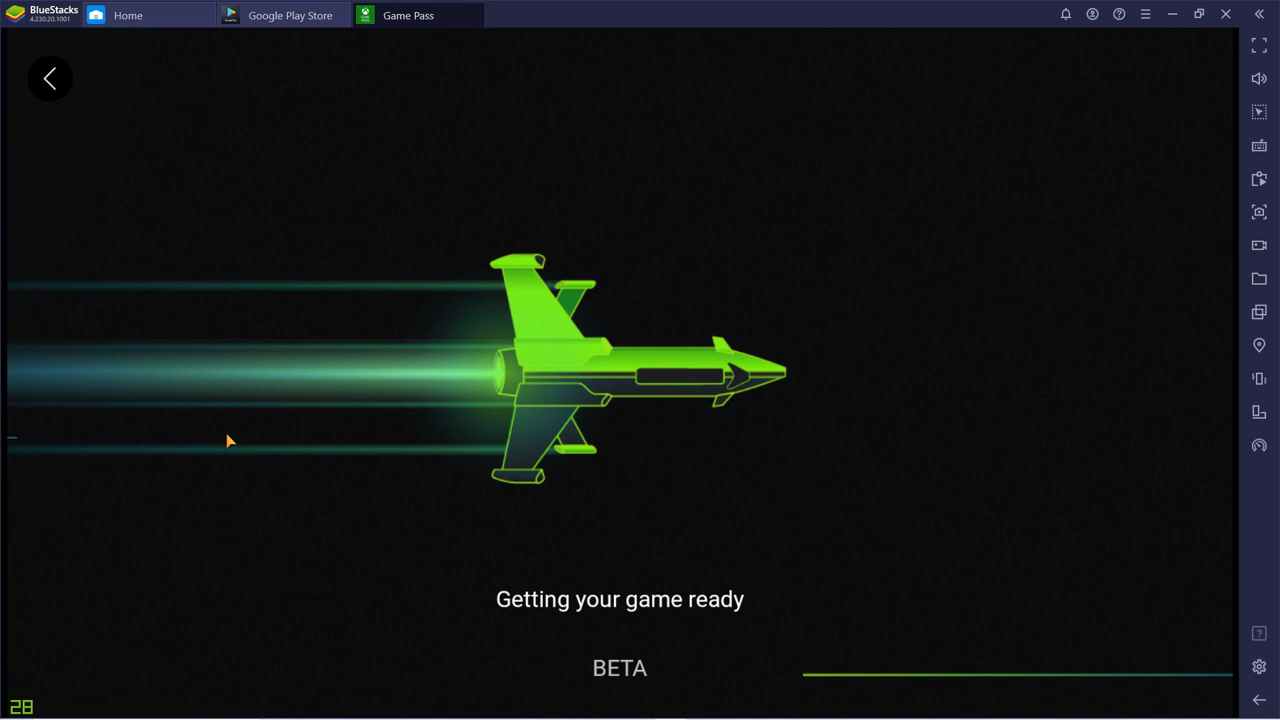 BlueStacks
4.230.20.1001
Home
Google Play Store
Game Pass
Getting your game ready
BETA
28